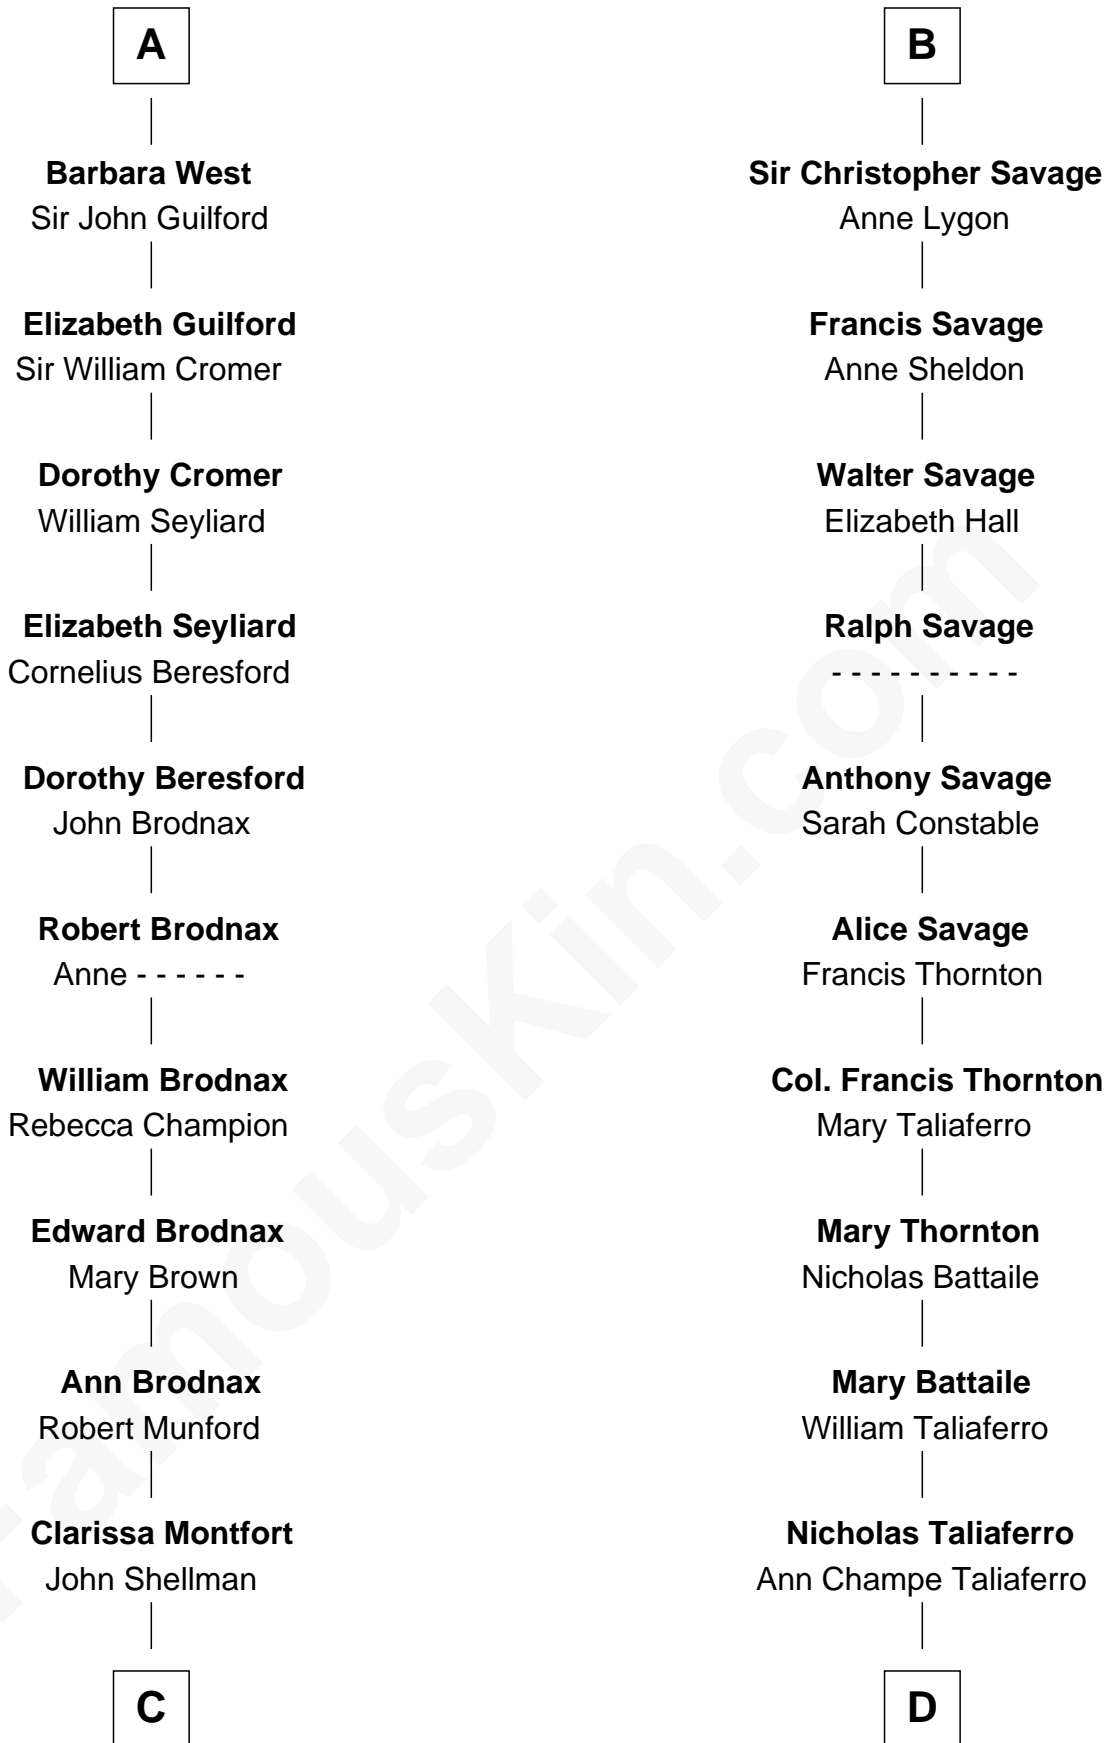 A
Barbara West
Sir John Guilford
Elizabeth Guilford
Sir William Cromer
Dorothy Cromer
William Seyliard
Elizabeth Seyliard
Cornelius Beresford
Dorothy Beresford
John Brodnax
Robert Brodnax
Anne - - - - - -
William Brodnax
Rebecca Champion
Edward Brodnax
Mary Brown
Ann Brodnax
Robert Munford
Clarissa Montfort
John Shellman
C
B
Sir Christopher Savage
Anne Lygon
Francis Savage
Anne Sheldon
Walter Savage
Elizabeth Hall
Ralph Savage
- - - - - - - - - -
Anthony Savage
Sarah Constable
Alice Savage
Francis Thornton
Col. Francis Thornton
Mary Taliaferro
Mary Thornton
Nicholas Battaile
Mary Battaile
William Taliaferro
Nicholas Taliaferro
Ann Champe Taliaferro
D
FamousKin.com